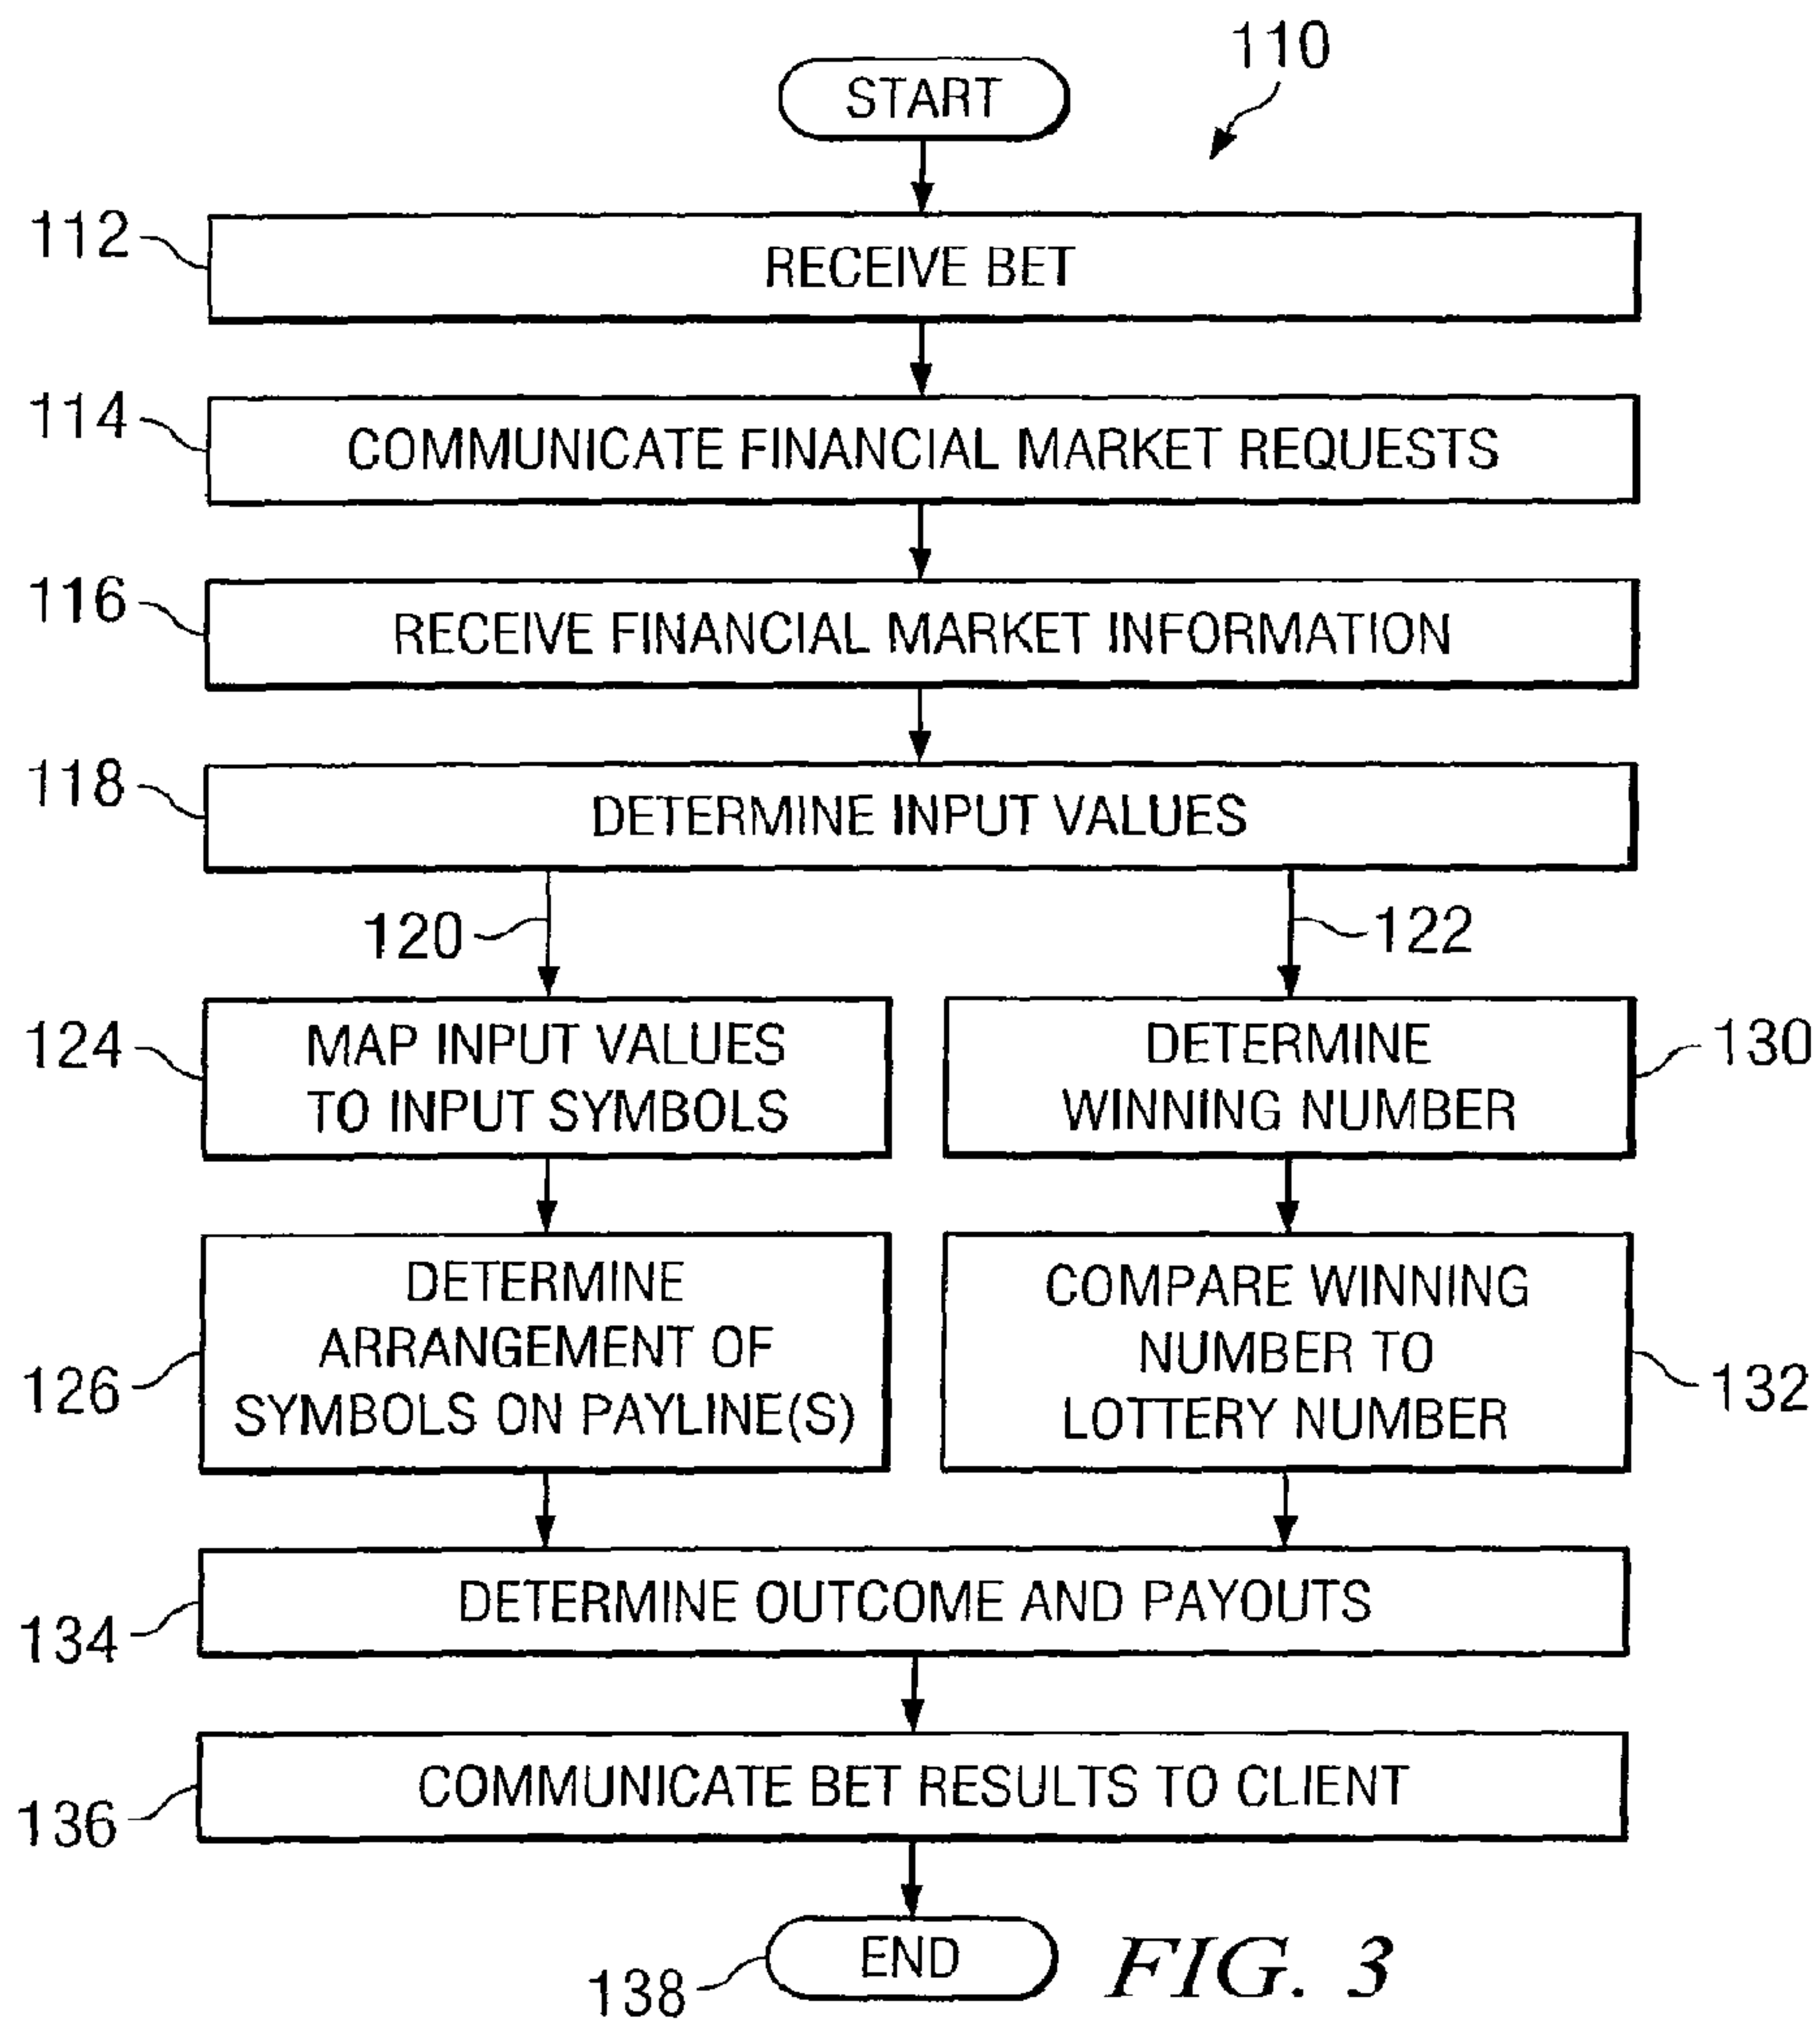 110
START
112
RECEIVE BET
114
COMMUNICATE FINANCIAL MARKET REQUESTS
116
RECEIVE FINANCIAL MARKET INFORMATION
118
DETERMINE INPUT VALUES
120
122
124
MAP INPUT VALUES
TO INPUT SYMBOLS
DETERMINE
WINNING NUMBER
130
126
DETERMINE
ARRANGEMENT OF
SYMBOLS ON PAYLINE(S)
COMPARE WINNING
NUMBER TO
LOTTERY NUMBER
132
134
DETERMINE OUTCOME AND PAYOUTS
136
COMMUNICATE BET RESULTS TO CLIENT
138
END
FIG. 3